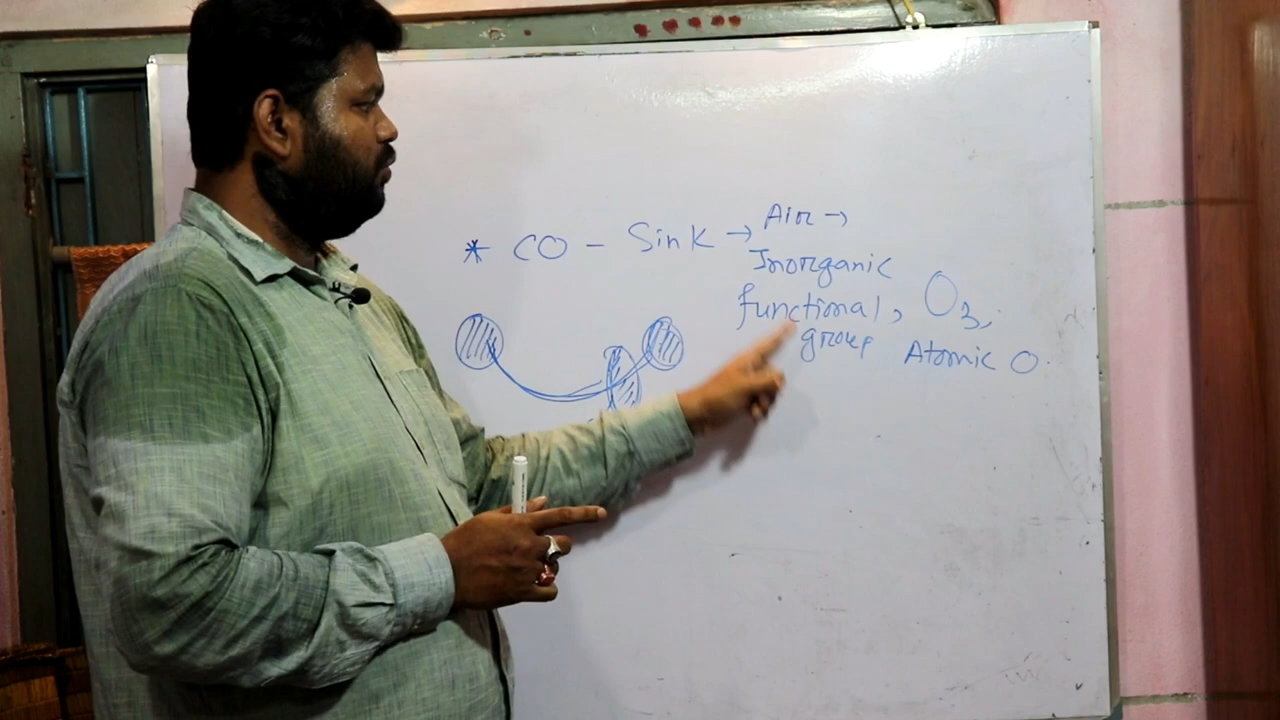 * CO - Sink → Air →
Inorganic
functional, O3,
group Atomic O.